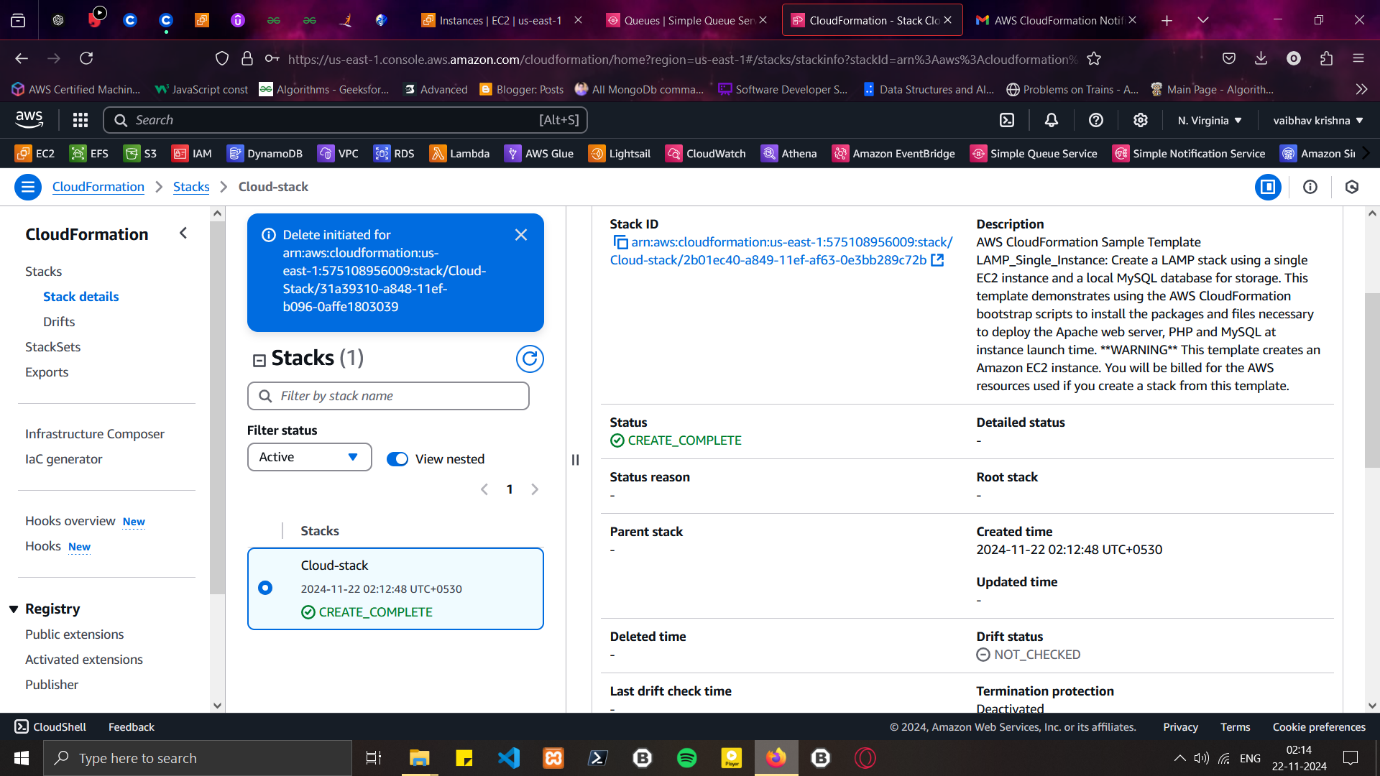 Instances | EC2 | us-east-1
Queues | Simple Queue Serv
CloudFormation - Stack Clo
AWS CloudFormation Notif
https://us-east-1.console.aws.amazon.com/cloudformation/home?region=us-east-1#/stacks/stackinfo?stackId=arn%3Aaws%3Acloudformation%
AWS Certified Machin...
JavaScript const
Algorithms - Geeksfor...
Advanced
Blogger: Posts
All MongoDb comma...
Software Developer S...
Data Structures and Al...
Problems on Trains - A...
Main Page - Algorith...
aws
Search
[Alt+S]
N. Virginia
vaibhav krishna
EC2
EFS
S3
IAM
DynamoDB
VPC
RDS
Lambda
AWS Glue
Lightsail
CloudWatch
Athena
Amazon EventBridge
Simple Queue Service
Simple Notification Service
Amazon Si
CloudFormation
Stacks
Cloud-stack
CloudFormation
Stacks
Stack details
Drifts
StackSets
Exports
Infrastructure Composer
IaC generator
Hooks overview New
Hooks New
Registry
Public extensions
Activated extensions
Publisher
Delete initiated for
arn:aws:cloudformation:us-
east-1:575108956009:stack/Cloud-
Stack/31a39310-a848-11ef-
b096-0affe1803039
Stacks (1)
Filter by stack name
Filter status
Active
View nested
1
Stacks
Cloud-stack
2024-11-22 02:12:48 UTC+0530
CREATE_COMPLETE
Stack ID
arn:aws:cloudformation:us-east-1:575108956009:stack/
Cloud-stack/2b01ec40-a849-11ef-af63-0e3bb289c72b
Description
AWS CloudFormation Sample Template
LAMP_Single_Instance: Create a LAMP stack using a single
EC2 instance and a local MySQL database for storage. This
template demonstrates using the AWS CloudFormation
bootstrap scripts to install the packages and files necessary
to deploy the Apache web server, PHP and MySQL at
instance launch time. **WARNING** This template creates an
Amazon EC2 instance. You will be billed for the AWS
resources used if you create a stack from this template.
Status
CREATE_COMPLETE
Detailed status
-
Status reason
-
Root stack
-
Parent stack
-
Created time
2024-11-22 02:12:48 UTC+0530
Updated time
-
Deleted time
-
Drift status
NOT_CHECKED
Last drift check time
-
Termination protection
Deactivated
CloudShell
Feedback
© 2024, Amazon Web Services, Inc. or its affiliates.
Privacy
Terms
Cookie preferences
Type here to search
ENG
02:14
22-11-2024